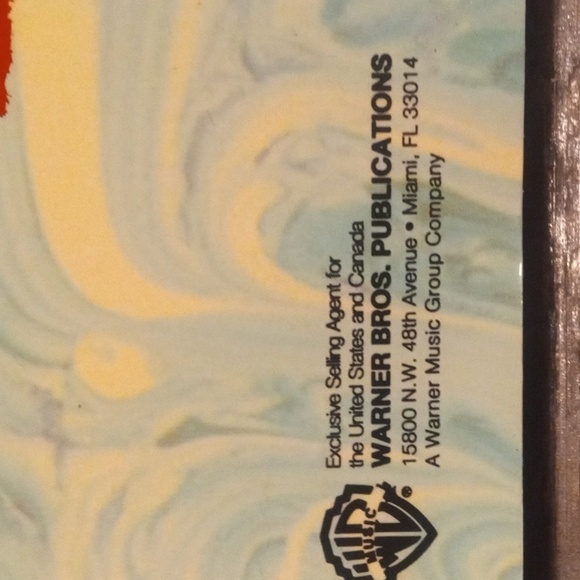 Exclusive Selling Agent for
the United States and Canada
WARNER BROS. PUBLICATIONS
15800 N.W. 48th Avenue • Miami, FL 33014
A Warner Music Group Company
MUSIC
®